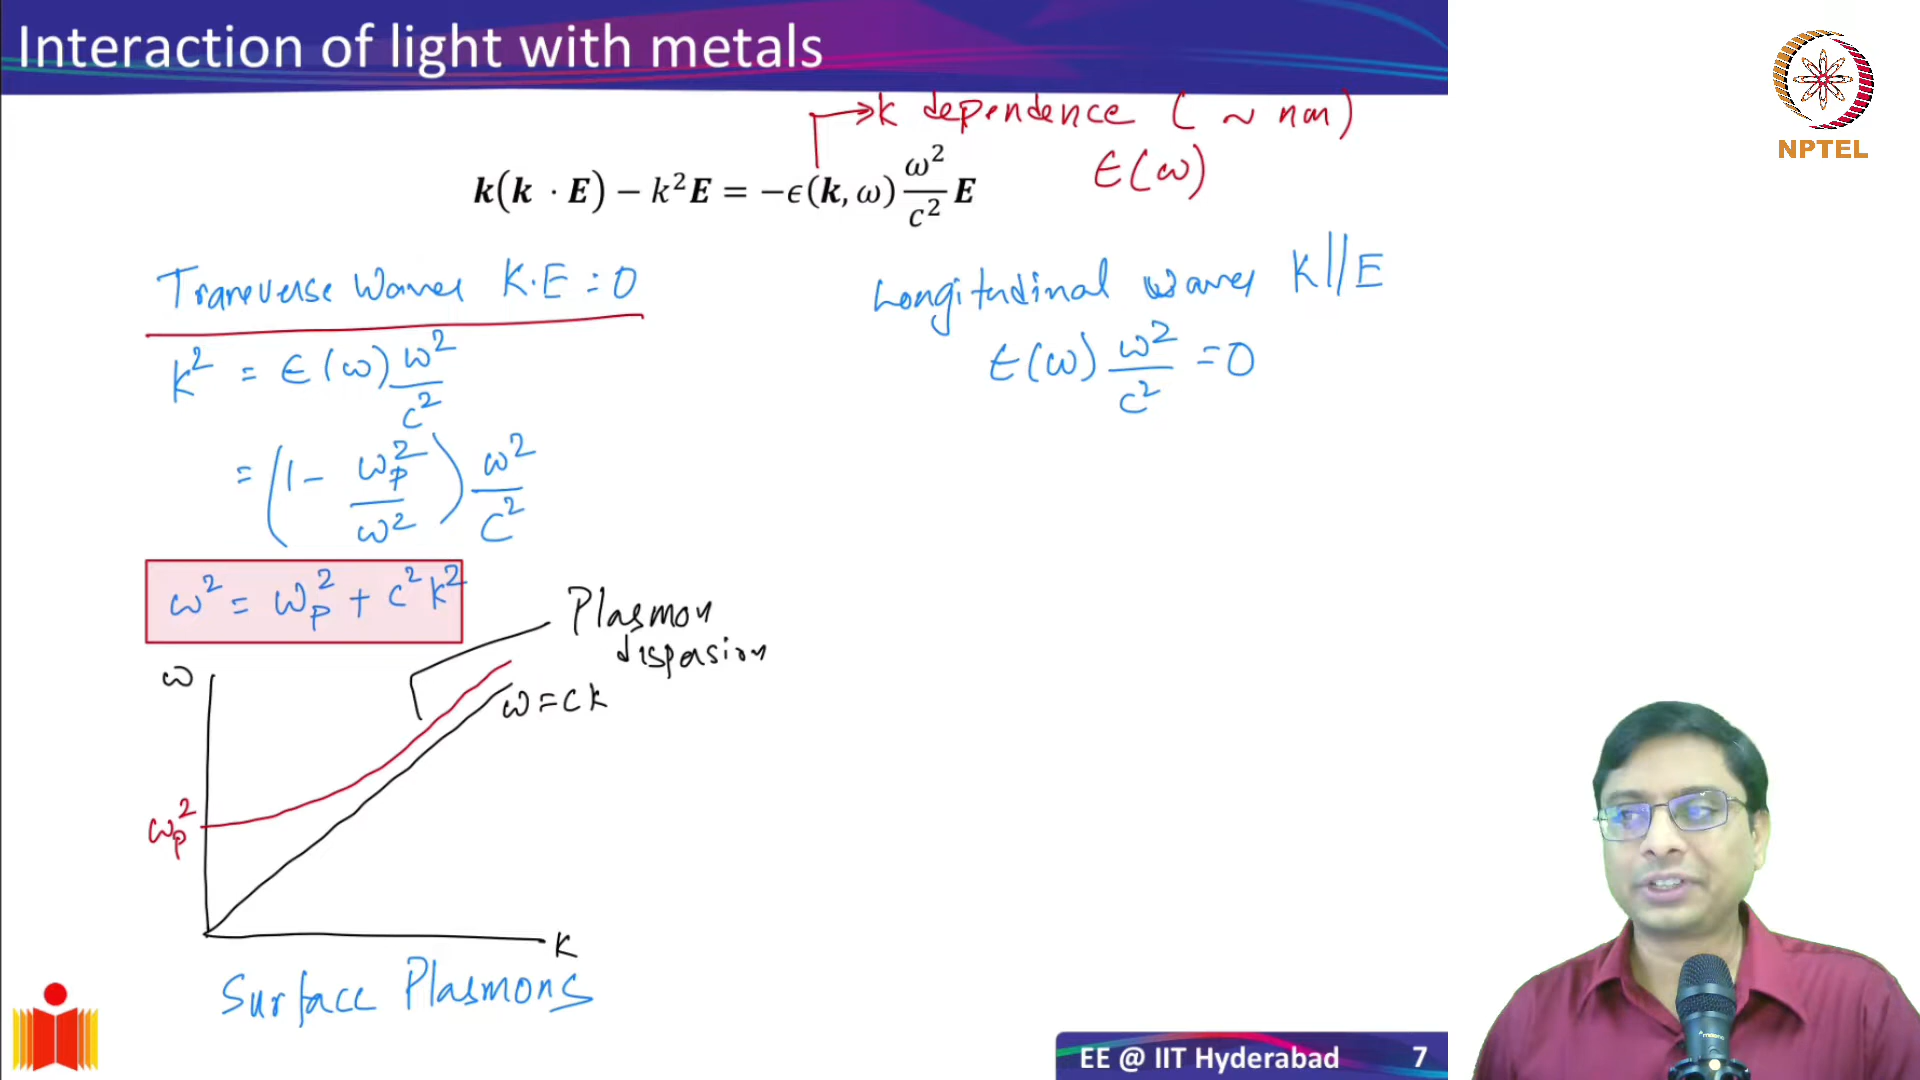 Interaction of light with metals
NPTEL
k dependence (~ nm)
ϵ(ω)
k(k · E) − k²E = −ϵ(k, ω) ω²/c² E
Tranverse Waves K·E = 0
K² = ϵ(ω) ω²/c²
= (1 − ωp²/ω²) ω²/c²
ω² = ωp² + c²k²
Plasmon
dispersion
ω
ω = ck
ωp²
k
Surface Plasmons
Longitudinal waves K//E
ϵ(ω) ω²/c² = 0
EE @ IIT Hyderabad 7